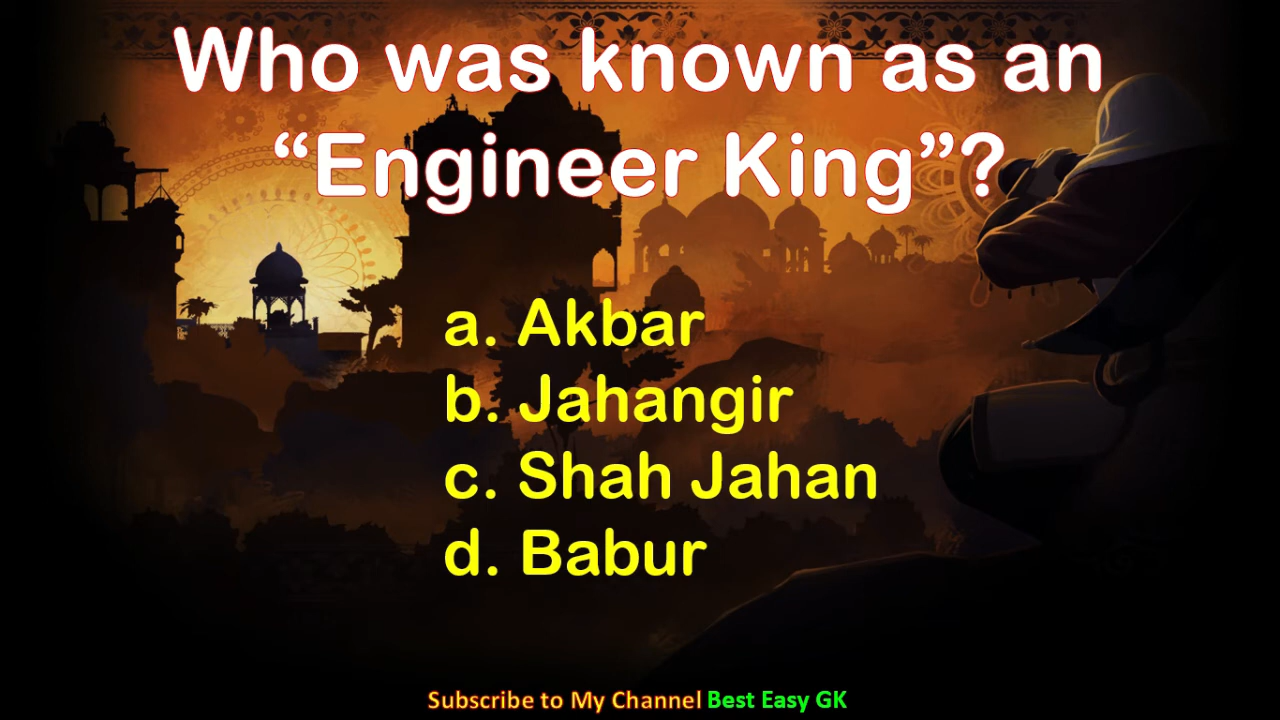 Who was known as an
“Engineer King”?
a. Akbar
b. Jahangir
c. Shah Jahan
d. Babur
Subscribe to My Channel Best Easy GK